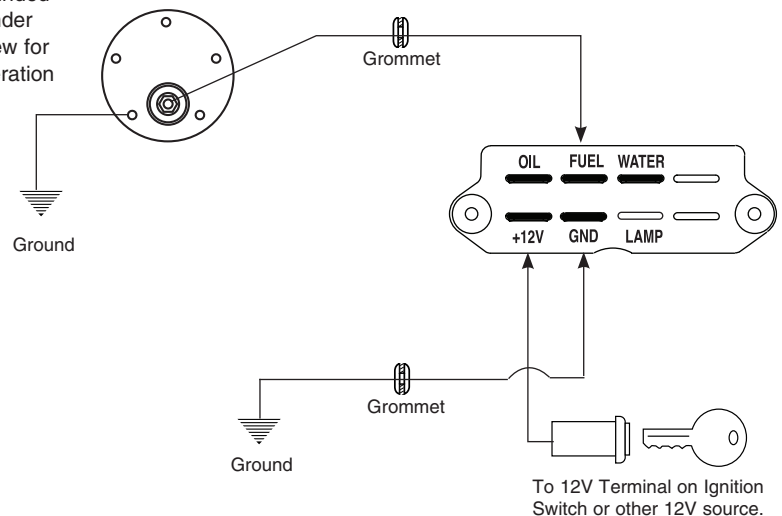 Grommet
Ground
OIL FUEL WATER
+12V GND LAMP
Grommet
Ground
To 12V Terminal on Ignition
Switch or other 12V source.